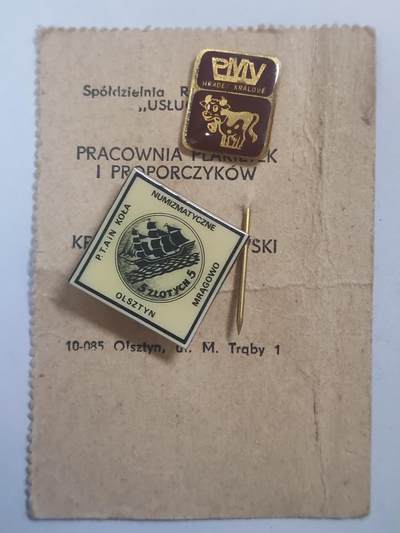 PMV
HRADEC KRÁLOVÉ
Spółdzielnia R
„USŁU
PRACOWNIA PLAKIETEK
I PROPORCZYKÓW
KR
SKI
10-085 Olsztyn, ul. M. Trąby 1
P.T.A i N KOŁA
NUMIZMATYCZNE
5 ZŁOTYCH 5
OLSZTYN
MRĄGOWO